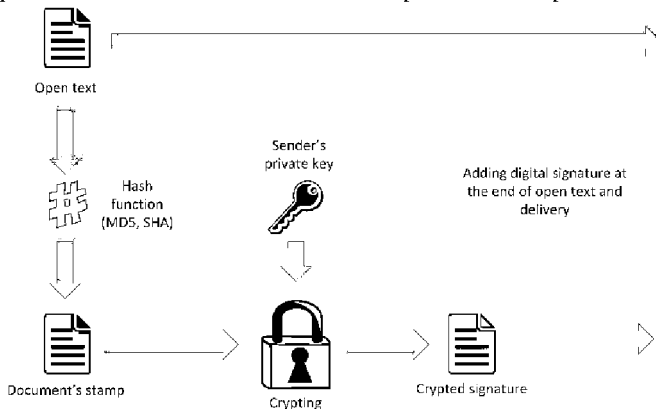 Open text
Hash
function
(MD5, SHA)
Sender's
private key
Adding digital signature at
the end of open text and
delivery
Document's stamp
Crypting
Crypted signature